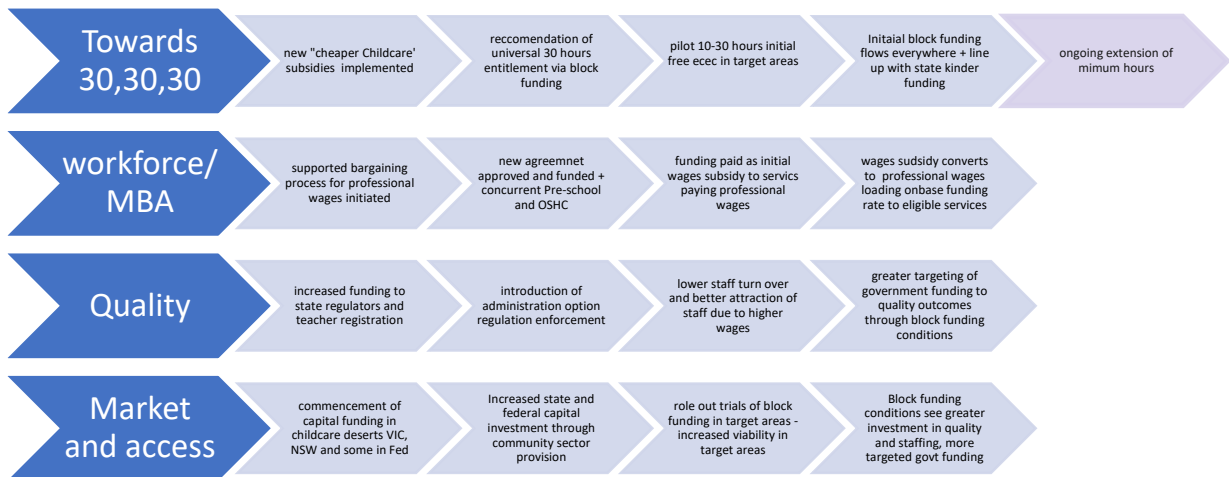 Towards
30,30,30
new "cheaper Childcare'
subsidies implemented
reccomendation of
universal 30 hours
entitlement via block
funding
pilot 10-30 hours initial
free ecec in target areas
Initaial block funding
flows everywhere + line
up with state kinder
funding
ongoing extension of
mimum hours
workforce/
MBA
supported bargaining
process for professional
wages initiated
new agreemnet
approved and funded +
concurrent Pre-school
and OSHC
funding paid as initial
wages subsidy to servics
paying professional
wages
wages sudsidy converts
to professional wages
loading onbase funding
rate to eligible services
Quality
increased funding to
state regulators and
teacher registration
introduction of
administration option
regulation enforcement
lower staff turn over
and better attraction of
staff due to higher
wages
greater targeting of
government funding to
quality outcomes
through block funding
conditions
Market
and access
commencement of
capital funding in
childcare deserts VIC,
NSW and some in Fed
Increased state and
federal capital
investment through
community sector
provision
role out trials of block
funding in target areas -
increased viability in
target areas
Block funding
conditions see greater
investment in quality
and staffing, more
targeted govt funding